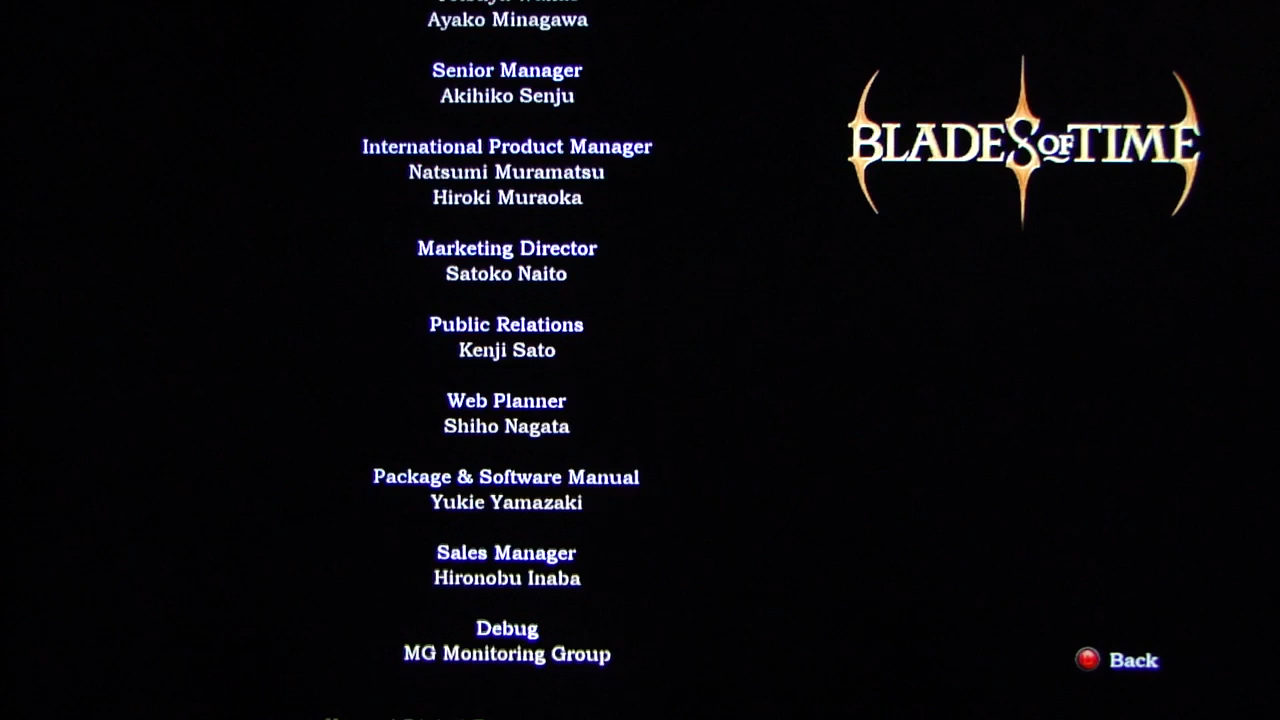 Ayako Minagawa
Senior Manager
Akihiko Senju
International Product Manager
Natsumi Muramatsu
Hiroki Muraoka
Marketing Director
Satoko Naito
Public Relations
Kenji Sato
Web Planner
Shiho Nagata
Package & Software Manual
Yukie Yamazaki
Sales Manager
Hironobu Inaba
Debug
MG Monitoring Group
BLADES OF TIME
Back